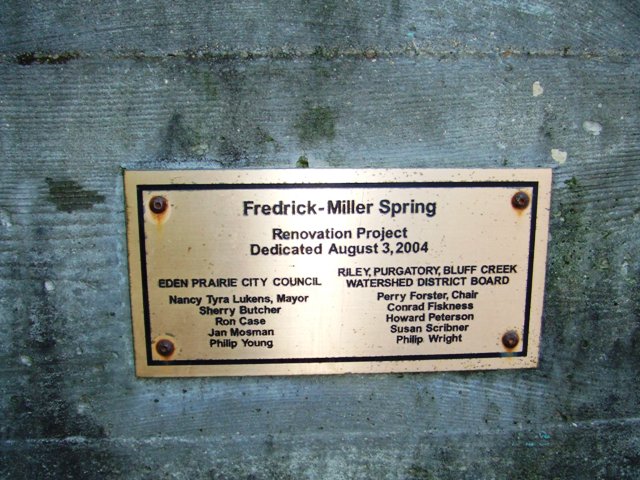 Fredrick-Miller Spring
Renovation Project
Dedicated August 3, 2004
EDEN PRAIRIE CITY COUNCIL
Nancy Tyra Lukens, Mayor
Sherry Butcher
Ron Case
Jan Mosman
Philip Young
RILEY, PURGATORY, BLUFF CREEK
WATERSHED DISTRICT BOARD
Perry Forster, Chair
Conrad Fiskness
Howard Peterson
Susan Scribner
Philip Wright